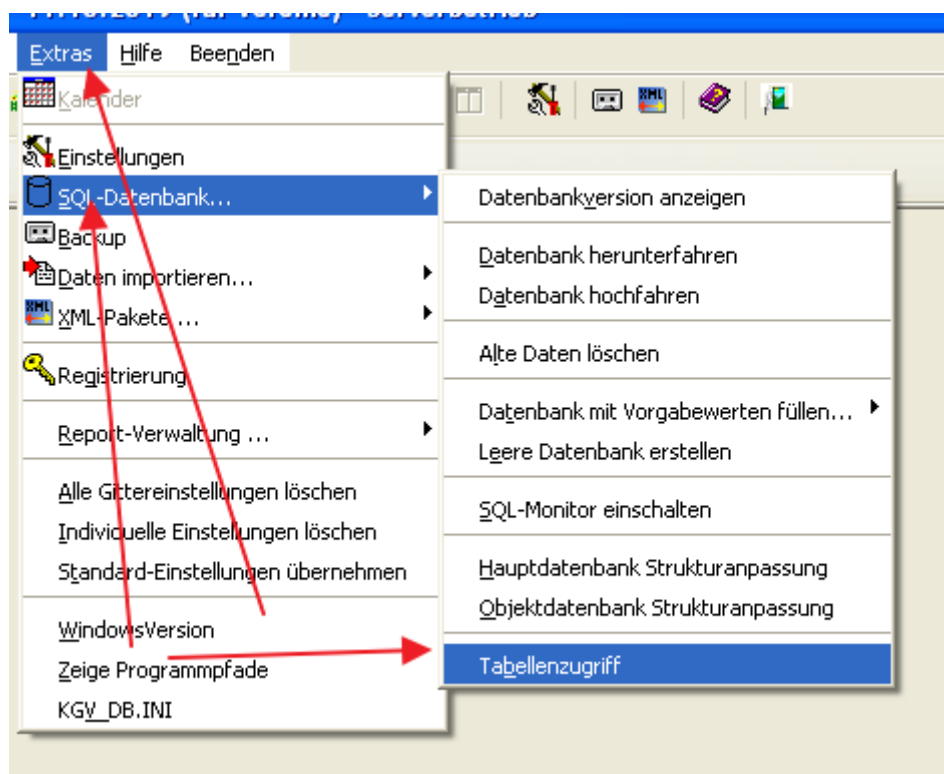 Extras Hilfe Beenden
Kalender
Einstellungen
SQL-Datenbank...
Backup
Daten importieren...
XML-Pakete ...
Registrierung
Report-Verwaltung ...
Alle Gittereinstellungen löschen
Individuelle Einstellungen löschen
Standard-Einstellungen übernehmen
WindowsVersion
Zeige Programmpfade
KGV_DB.INI
XML
XML
Datenbankversion anzeigen
Datenbank herunterfahren
Datenbank hochfahren
Alte Daten löschen
Datenbank mit Vorgabewerten füllen...
Leere Datenbank erstellen
SQL-Monitor einschalten
Hauptdatenbank Strukturanpassung
Objektdatenbank Strukturanpassung
Tabellenzugriff